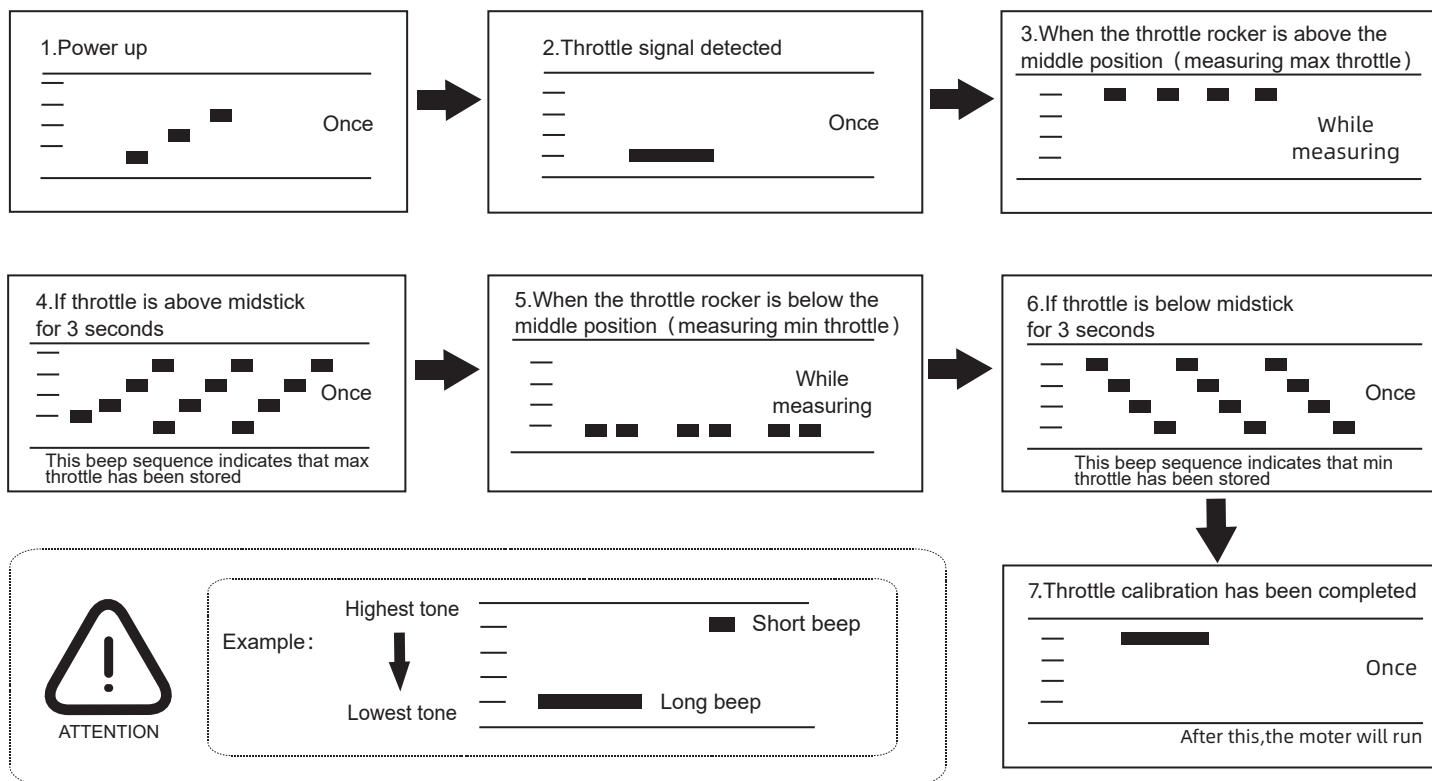 1.Power up
Once
2.Throttle signal detected
Once
3.When the throttle rocker is above the
middle position（measuring max throttle）
While
measuring
4.If throttle is above midstick
for 3 seconds
Once
This beep sequence indicates that max
throttle has been stored
5.When the throttle rocker is below the
middle position（measuring min throttle）
While
measuring
6.If throttle is below midstick
for 3 seconds
Once
This beep sequence indicates that min
throttle has been stored
ATTENTION
Example：
Highest tone
Lowest tone
Short beep
Long beep
7.Throttle calibration has been completed
Once
After this,the moter will run